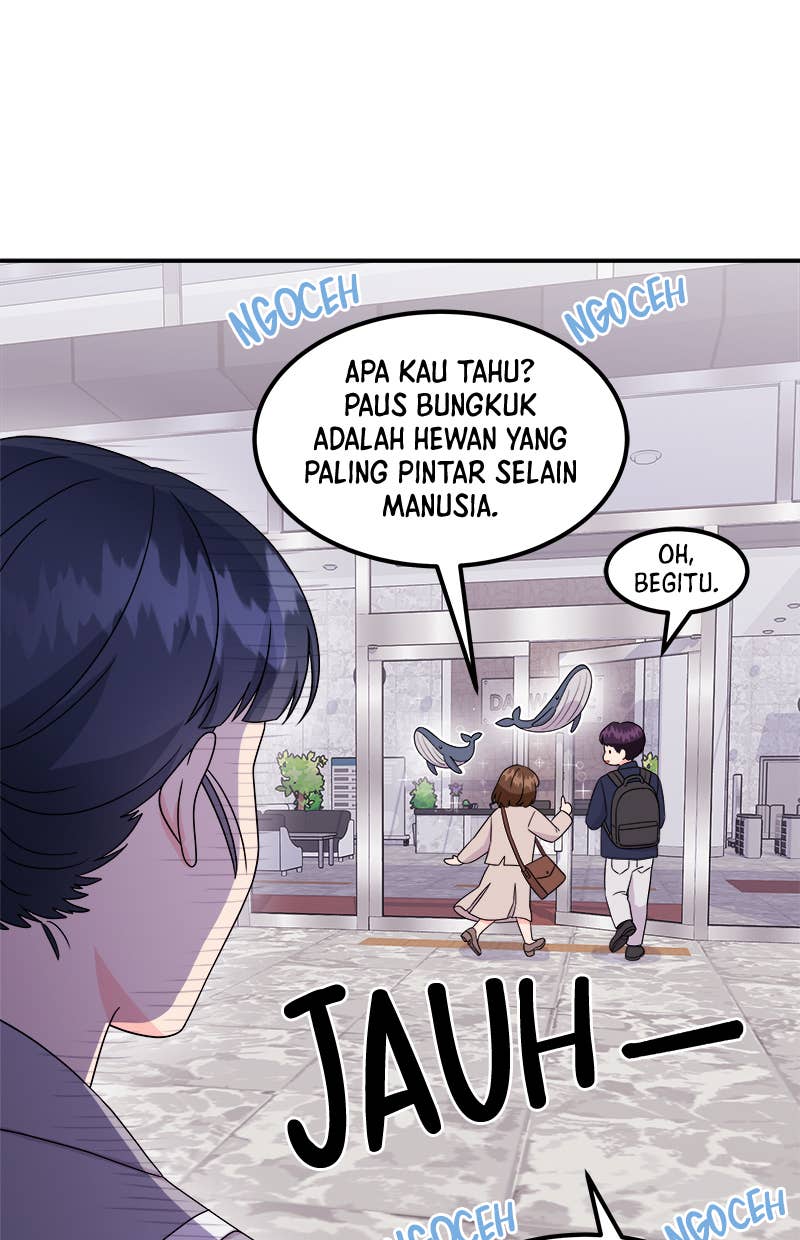 NGOCEH
NGOCEH
APA KAU TAHU?
PAUS BUNGKUK
ADALAH HEWAN YANG
PALING PINTAR SELAIN
MANUSIA.
OH,
BEGITU.
JAUH—
NGOCEH
NGOCEH